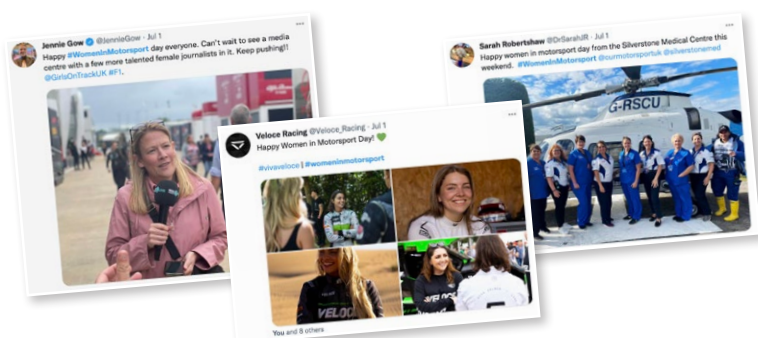 Jennie Gow @JennieGow · Jul 1
Happy #WomenInMotorsport day everyone. Can't wait to see a media
centre with a few more talented female journalists in it. Keep pushing!!
@GirlsOnTrackUK #F1.
Veloce Racing @Veloce_Racing · Jul 1
Happy Women in Motorsport Day! 💚
#vivaveloce | #womeninmotorsport
VELOC
VELOCE
You and 8 others
Sarah Robertshaw @DrSarahJR · Jul 1
Happy women in motorsport day from the Silverstone Medical Centre this
weekend. #WomenInMotorsport @ourmotorsportuk @silverstonemed
G-RSCU